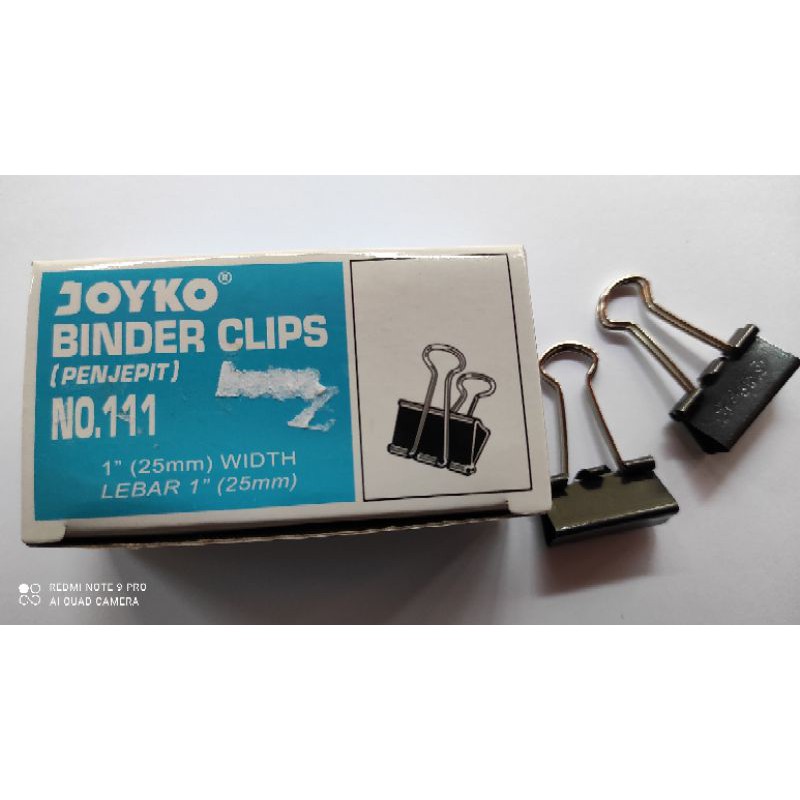 JOYKO®
BINDER CLIPS
(PENJEPIT)
NO.111
1" (25mm) WIDTH
LEBAR 1" (25mm)
REDMI NOTE 9 PRO
AI QUAD CAMERA